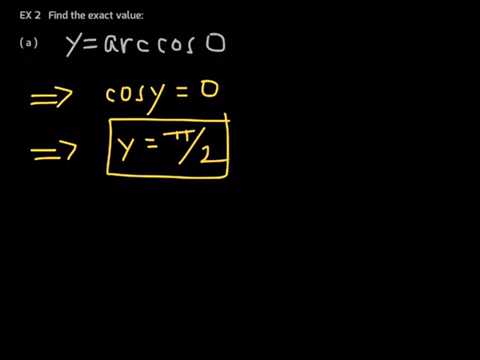 EX 2 Find the exact value:
(a) y = arccos 0
⇒ cos y = 0
⇒ y = π/2